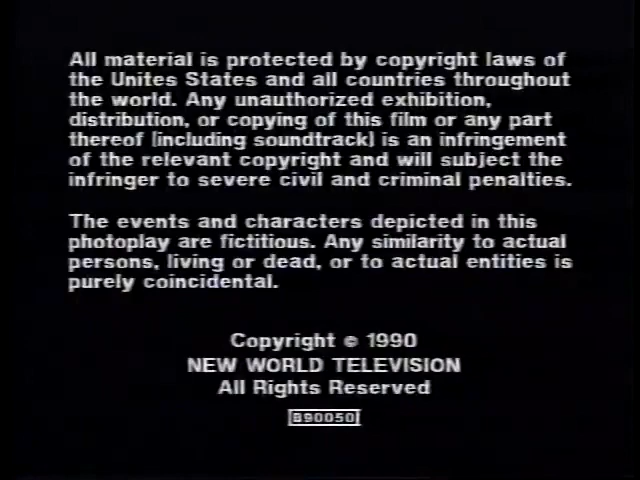 All material is protected by copyright laws of
the Unites States and all countries throughout
the world. Any unauthorized exhibition,
distribution, or copying of this film or any part
thereof [including soundtrack] is an infringement
of the relevant copyright and will subject the
infringer to severe civil and criminal penalties.
The events and characters depicted in this
photoplay are fictitious. Any similarity to actual
persons, living or dead, or to actual entities is
purely coincidental.
Copyright © 1990
NEW WORLD TELEVISION
All Rights Reserved
B90050